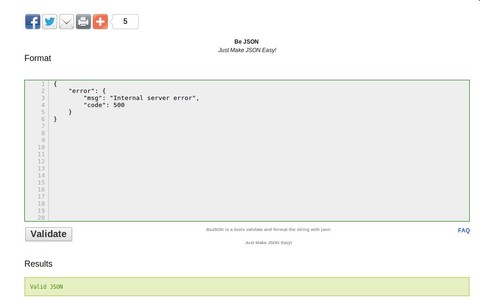 5
Be JSON
Just Make JSON Easy!
Format
1 {
2 "error": {
3 "msg": "Internal server error",
4 "code": 500
5 }
6 }
7
8
9
10
11
12
13
14
15
16
17
18
19
20
Validate
BeJSON is a tools validate and format the string with json
FAQ
Just Make JSON Easy!
Results
Valid JSON